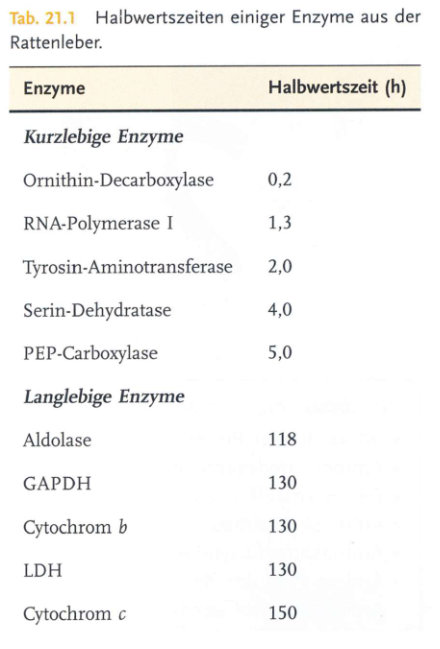 Tab. 21.1 Halbwertszeiten einiger Enzyme aus der
Rattenleber.
Enzyme Halbwertszeit (h)
Kurzlebige Enzyme
Ornithin-Decarboxylase 0,2
RNA-Polymerase I 1,3
Tyrosin-Aminotransferase 2,0
Serin-Dehydratase 4,0
PEP-Carboxylase 5,0
Langlebige Enzyme
Aldolase 118
GAPDH 130
Cytochrom b 130
LDH 130
Cytochrom c 150